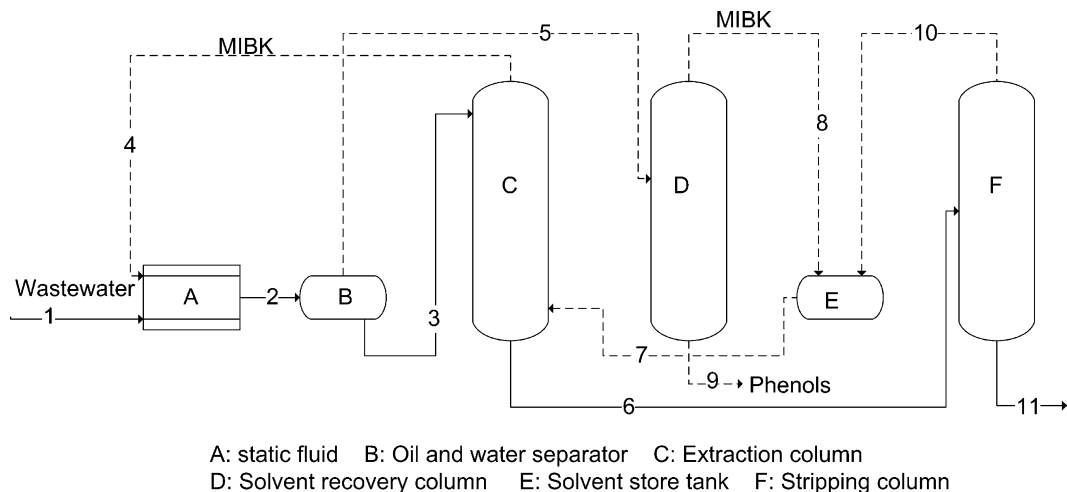 MIBK
5
MIBK
10
4
8
C
D
F
Wastewater
1
A
2
B
3
E
7
9
Phenols
6
11
A: static fluid B: Oil and water separator C: Extraction column
D: Solvent recovery column E: Solvent store tank F: Stripping column